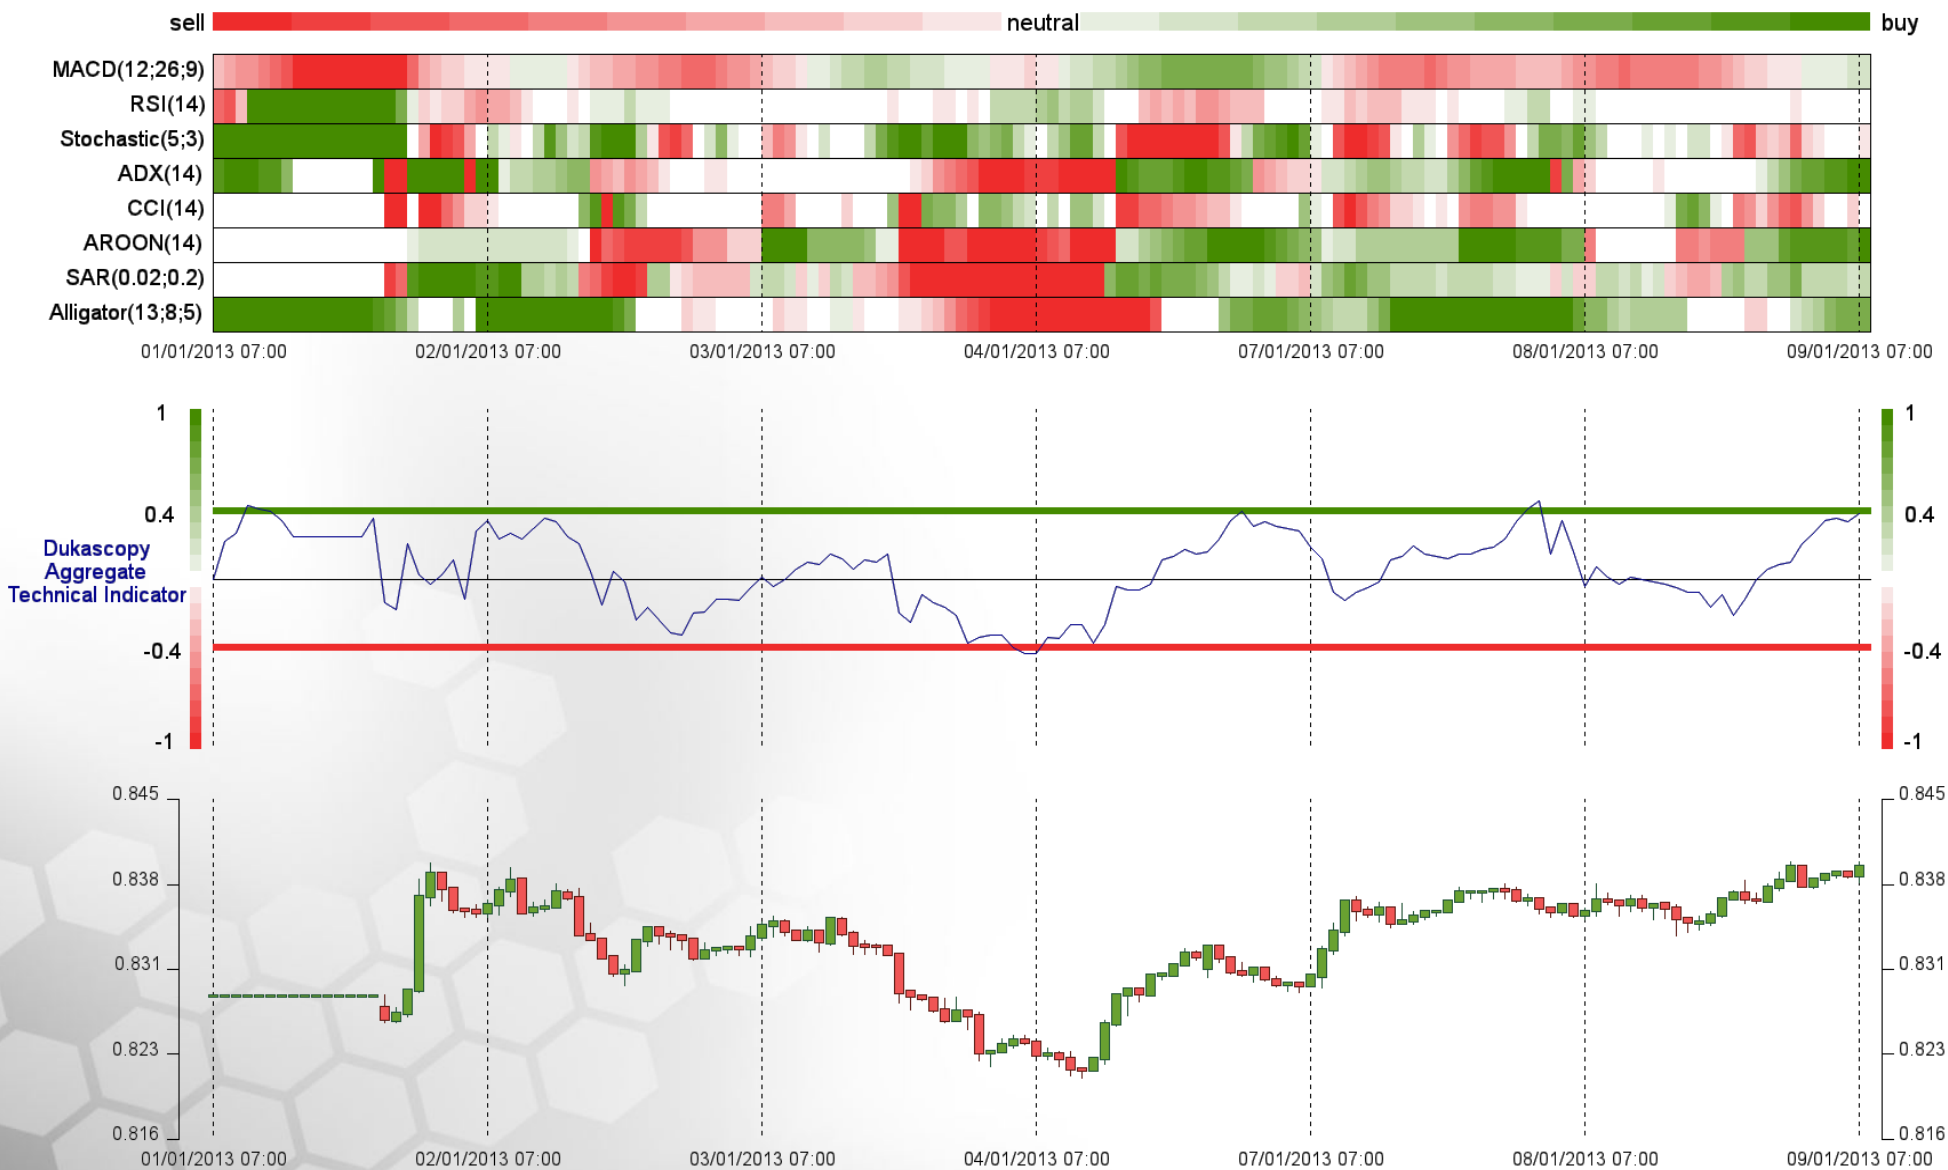 sell neutral buy
MACD(12;26;9)
RSI(14)
Stochastic(5;3)
ADX(14)
CCI(14)
AROON(14)
SAR(0.02;0.2)
Alligator(13;8;5)
01/01/2013 07:00 02/01/2013 07:00 03/01/2013 07:00 04/01/2013 07:00 07/01/2013 07:00 08/01/2013 07:00 09/01/2013 07:00
1 1
0.4 0.4
Dukascopy
Aggregate
Technical Indicator
-0.4 -0.4
-1 -1
0.845 0.845
0.838 0.838
0.831 0.831
0.823 0.823
0.816 0.816
01/01/2013 07:00 02/01/2013 07:00 03/01/2013 07:00 04/01/2013 07:00 07/01/2013 07:00 08/01/2013 07:00 09/01/2013 07:00